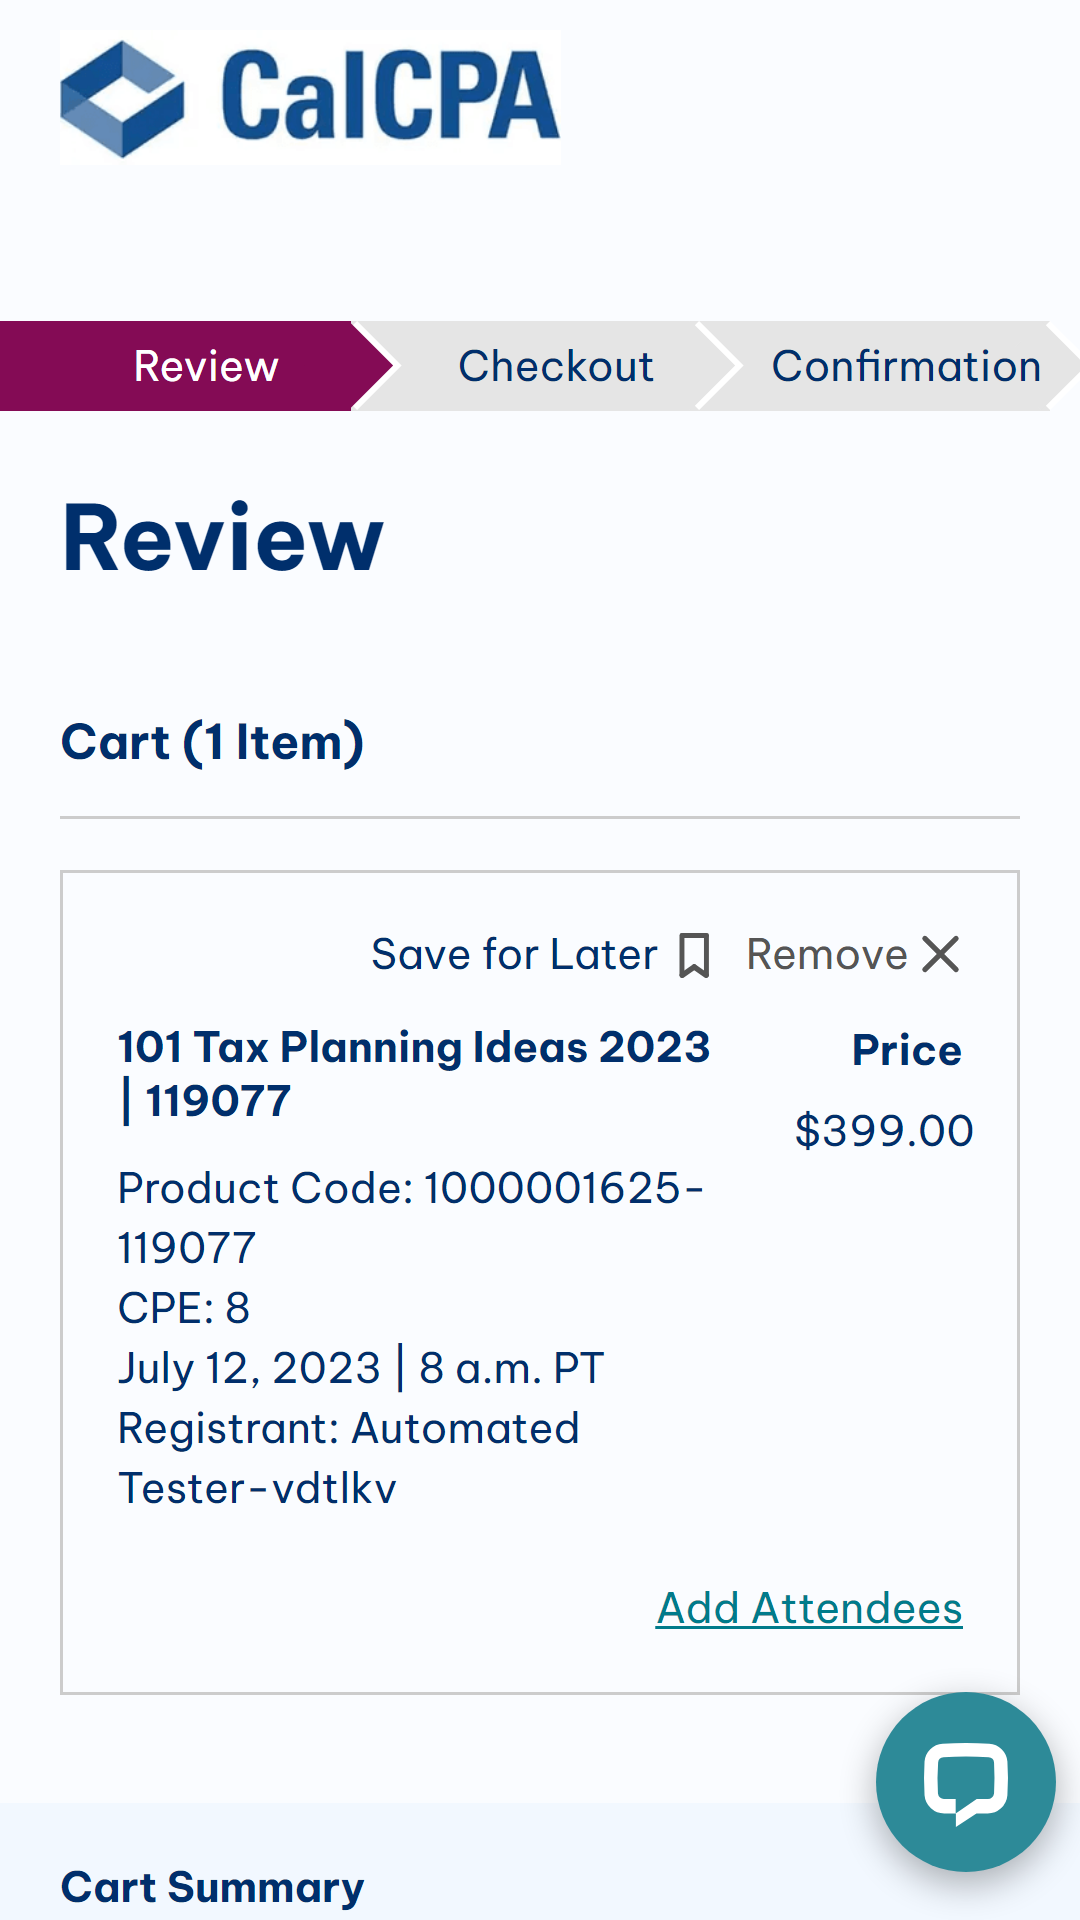 CalCPA
Review
Checkout
Confirmation
Review
Cart (1 Item)
Save for Later
Remove
101 Tax Planning Ideas 2023
| 119077
Price
$399.00
Product Code: 1000001625-
119077
CPE: 8
July 12, 2023 | 8 a.m. PT
Registrant: Automated
Tester-vdtlkv
Add Attendees
Cart Summary